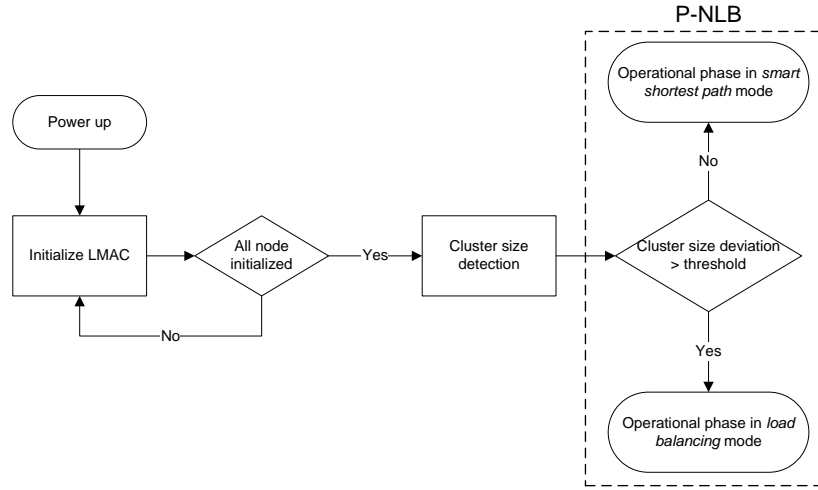 P-NLB
Operational phase in smart
shortest path mode
Power up
No
Initialize LMAC
All node
initialized
Yes
Cluster size
detection
Cluster size deviation
> threshold
No
Yes
Operational phase in load
balancing mode